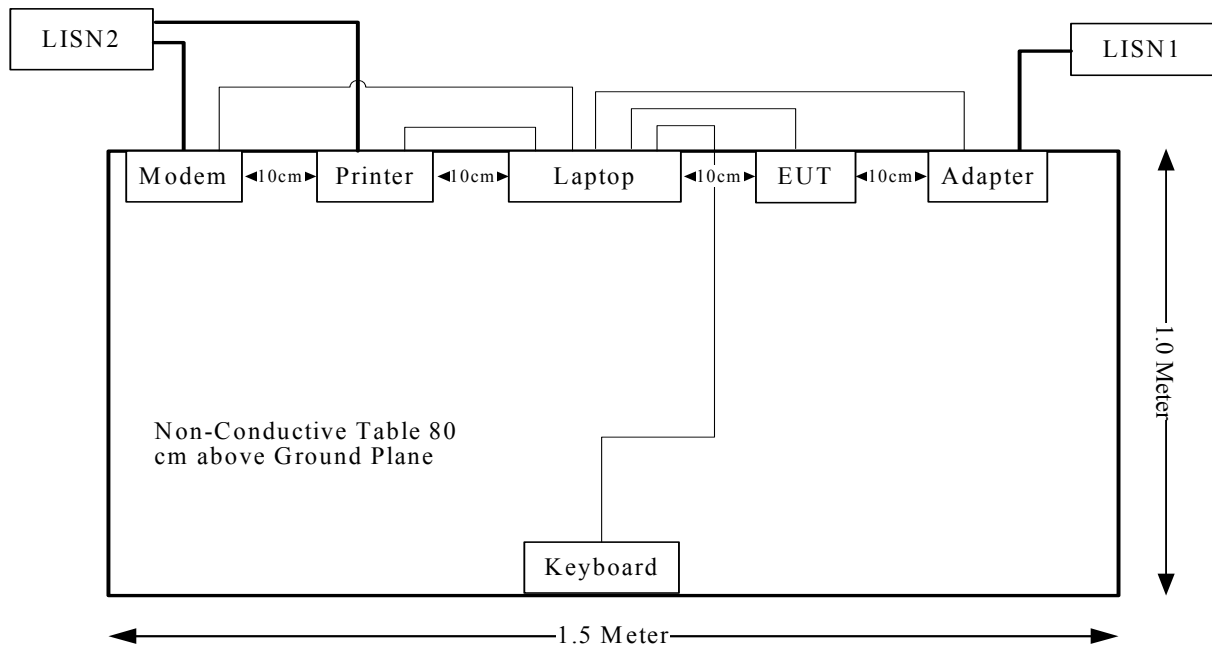 LISN2
LISN1
Modem
10cm
Printer
10cm
Laptop
10cm
EUT
10cm
Adapter
1.0 Meter
Non-Conductive Table 80
cm above Ground Plane
Keyboard
1.5 Meter